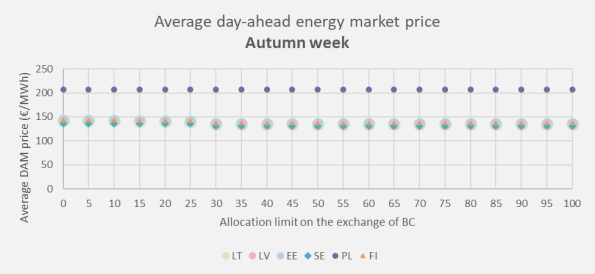 Average day-ahead energy market price
Autumn week
Average DAM price (€/MWh)
250
200
150
100
50
0
0 5 10 15 20 25 30 35 40 45 50 55 60 65 70 75 80 85 90 95 100
Allocation limit on the exchange of BC
LT LV EE SE PL FI